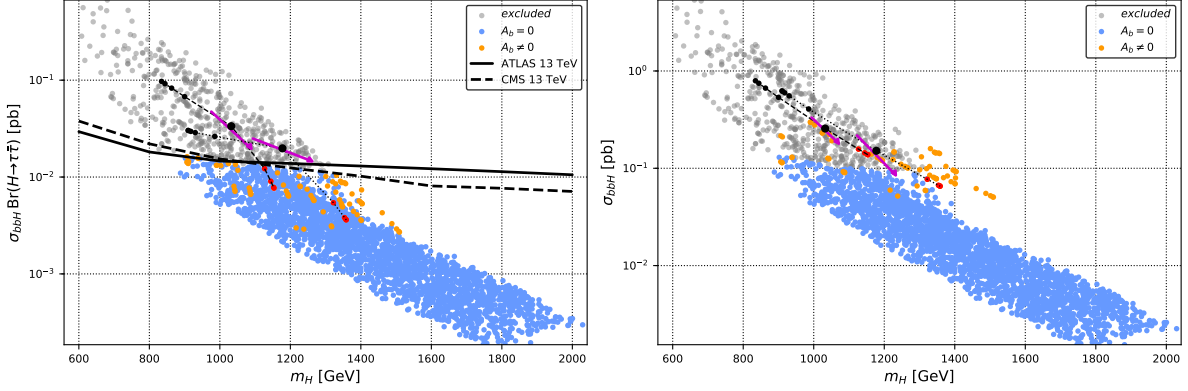 excluded
A_b = 0
A_b ≠ 0
ATLAS 13 TeV
CMS 13 TeV
σ_bbH Br(H→τ τ̄) [pb]
10⁻¹
10⁻²
10⁻³
600 800 1000 1200 1400 1600 1800 2000
m_H [GeV]
excluded
A_b = 0
A_b ≠ 0
σ_bbH [pb]
10⁰
10⁻¹
10⁻²
600 800 1000 1200 1400 1600 1800 2000
m_H [GeV]